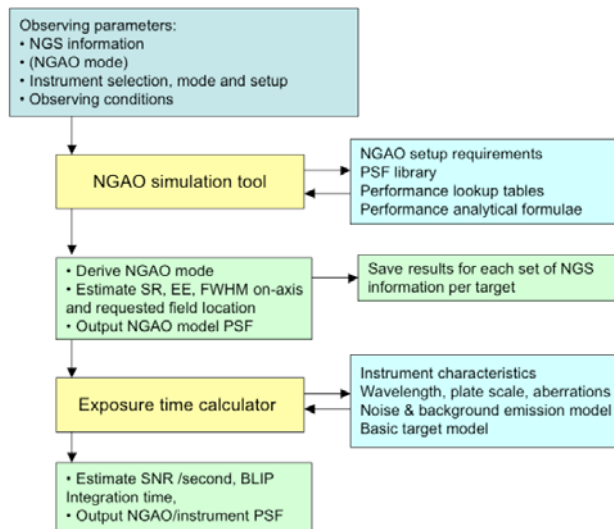 Observing parameters:
• NGS information
• (NGAO mode)
• Instrument selection, mode and setup
• Observing conditions
NGAO simulation tool
NGAO setup requirements
PSF library
Performance lookup tables
Performance analytical formulae
• Derive NGAO mode
• Estimate SR, EE, FWHM on-axis
and requested field location
• Output NGAO model PSF
Save results for each set of NGS
information per target
Exposure time calculator
Instrument characteristics
Wavelength, plate scale, aberrations
Noise & background emission model
Basic target model
• Estimate SNR /second, BLIP
Integration time,
• Output NGAO/instrument PSF